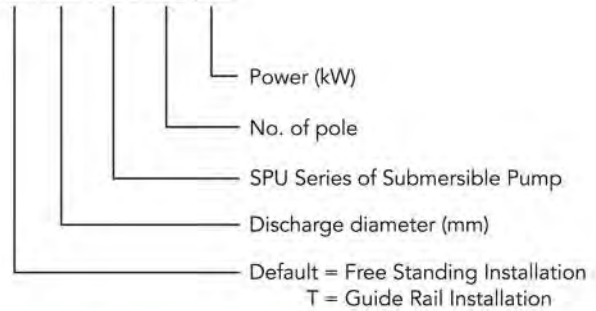 Power (kW)
No. of pole
SPU Series of Submersible Pump
Discharge diameter (mm)
Default = Free Standing Installation
T = Guide Rail Installation